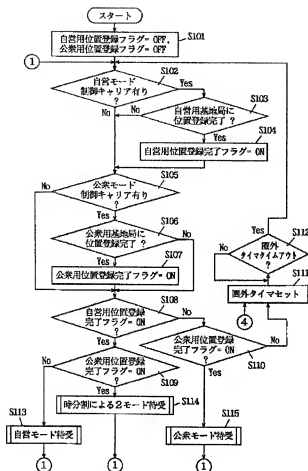 スタート
自営用位置登録フラグ= OFF,
公衆用位置登録フラグ= OFF
S101
①
S102
自営モード
制御キャリア有り
?
Yes
No
S103
自営用基地局に
位置登録完了 ?
No
Yes
S104
自営用位置登録完了フラグ= ON
S105
公衆モード
制御キャリア有り
?
No
Yes
S106
公衆用基地局に
位置登録完了 ?
No
Yes
S107
公衆用位置登録完了フラグ= ON
S108
自営用位置登録
完了フラグ= ON
?
No
Yes
S109
公衆用位置登録
完了フラグ= ON
?
No
Yes
S110
公衆用位置登録
完了フラグ= ON
?
No
Yes
S112
圏外
タイマタイムアウト
?
Yes
No
圏外タイマセット
④
S113
自営モード待受
S114
時分割による2モード待受
S115
公衆モード待受
①
①
①